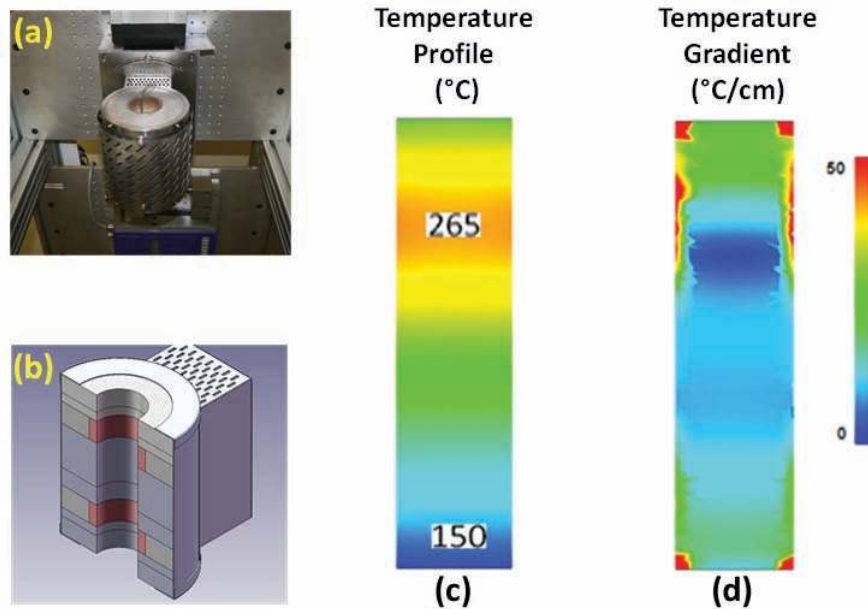 (a)
(b)
Temperature
Profile
(°C)
265
150
(c)
Temperature
Gradient
(°C/cm)
50
0
(d)